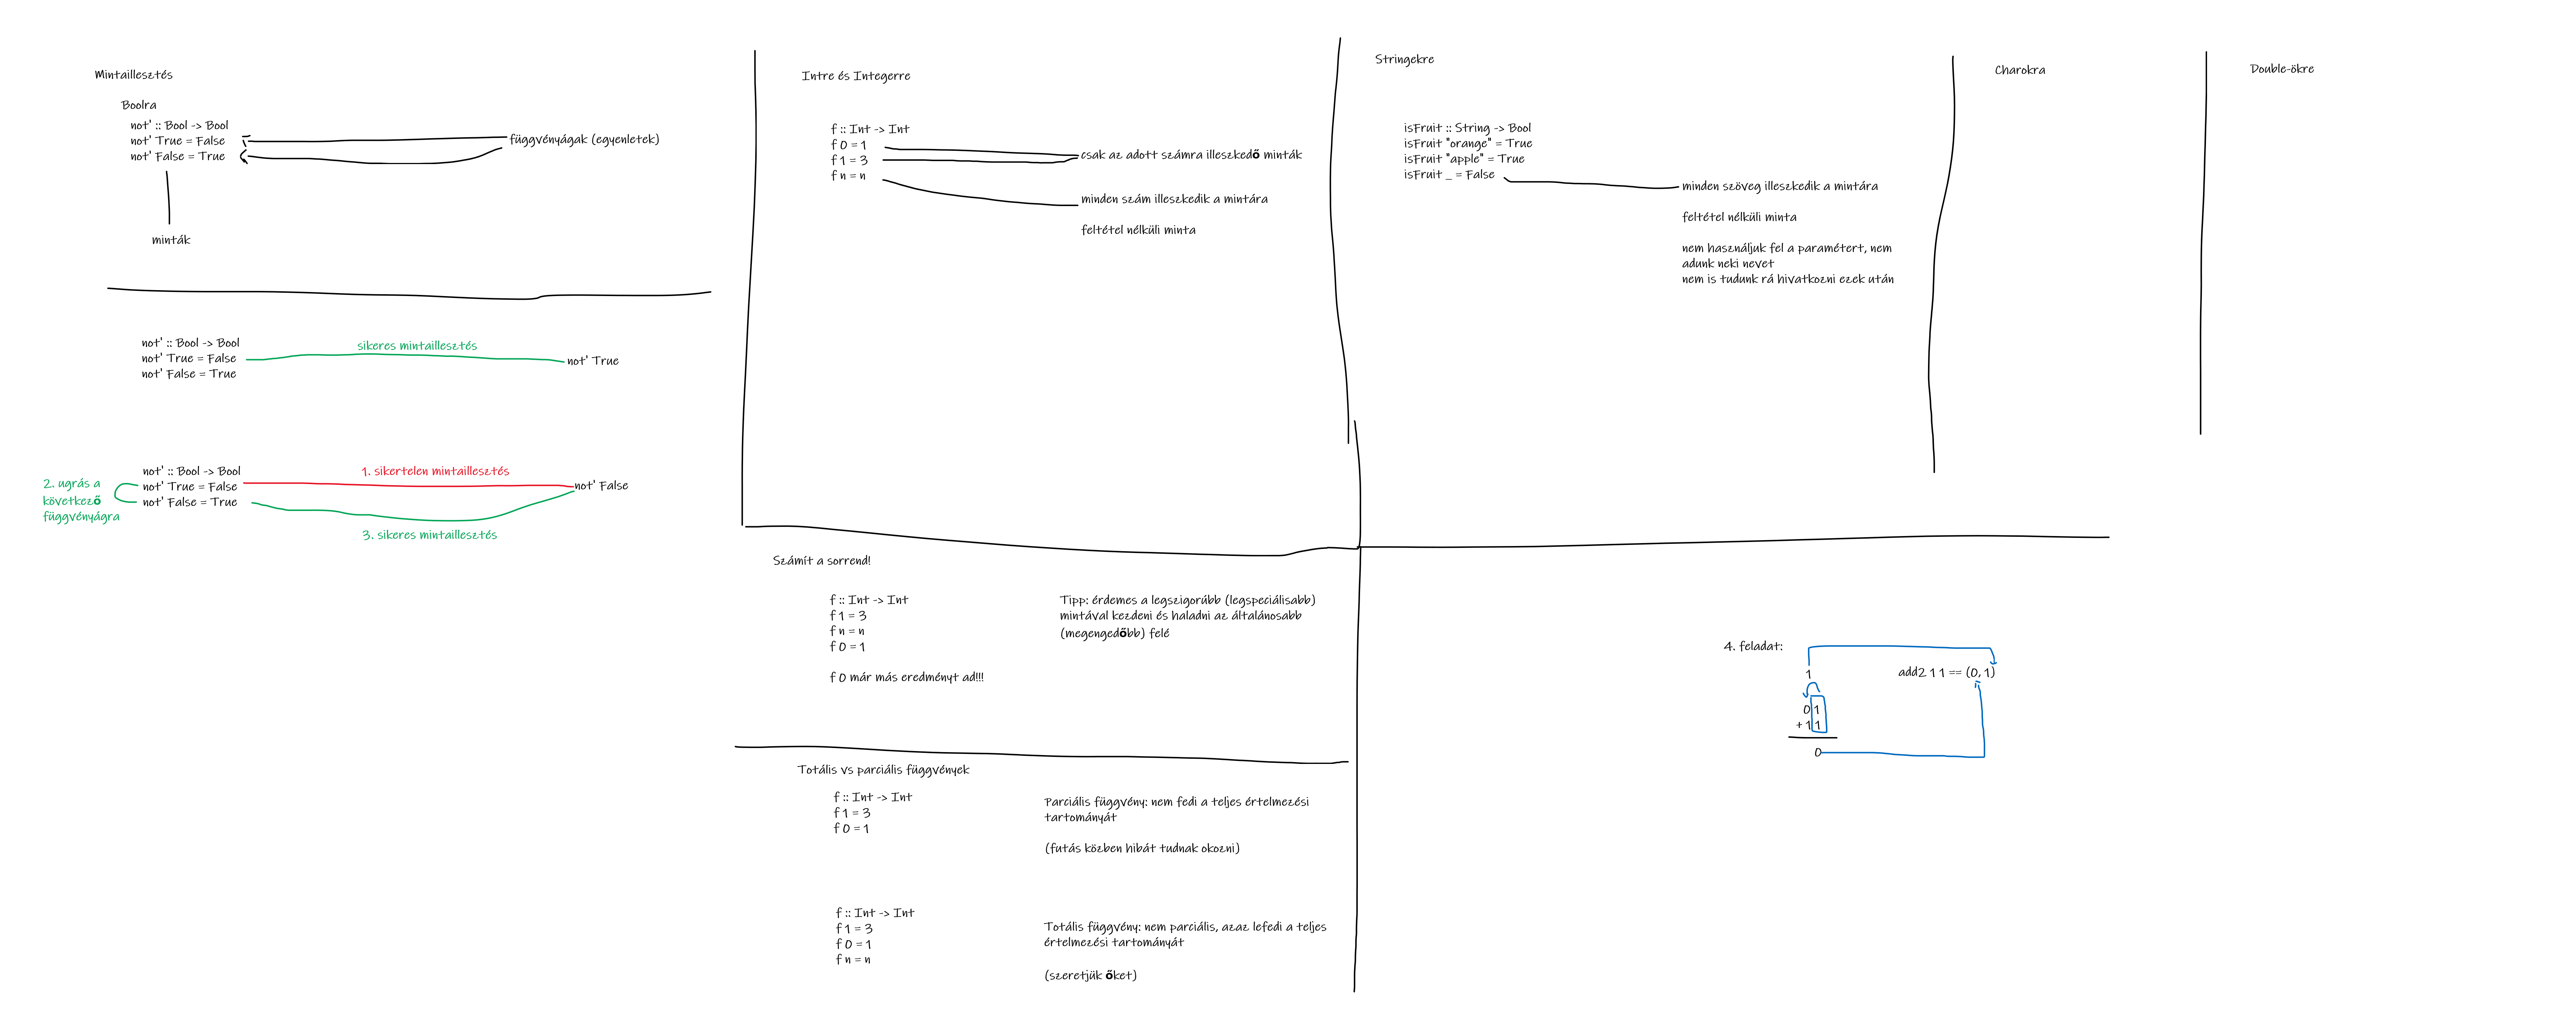 Mintaillesztés
Boolra
not' :: Bool -> Bool
not' True = False
not' False = True
függvényágak (egyenletek)
minták
not' :: Bool -> Bool
not' True = False
not' False = True
sikeres mintaillesztés
not' True
not' :: Bool -> Bool
not' True = False
not' False = True
1. sikertelen mintaillesztés
not' False
2. ugrás a
következő
függvényágra
3. sikeres mintaillesztés
Intre és Integerre
f :: Int -> Int
f 0 = 1
f 1 = 3
f n = n
csak az adott számra illeszkedő minták
minden szám illeszkedik a mintára
feltétel nélküli minta
Számít a sorrend!
f :: Int -> Int
f 1 = 3
f n = n
f 0 = 1
f 0 már más eredményt ad!!!
Tipp: érdemes a legszigorúbb (legspeciálisabb)
mintával kezdeni és haladni az általánosabb
(megengedőbb) felé
Totális vs parciális függvények
f :: Int -> Int
f 1 = 3
f 0 = 1
Parciális függvény: nem fedi a teljes értelmezési
tartományát
(futás közben hibát tudnak okozni)
f :: Int -> Int
f 1 = 3
f 0 = 1
f n = n
Totális függvény: nem parciális, azaz lefedi a teljes
értelmezési tartományát
(szeretjük őket)
Stringekre
isFruit :: String -> Bool
isFruit "orange" = True
isFruit "apple" = True
isFruit _ = False
minden szöveg illeszkedik a mintára
feltétel nélküli minta
nem használjuk fel a paramétert, nem
adunk neki nevet
nem is tudunk rá hivatkozni ezek után
Charokra
Double-ökre
4. feladat:
1
01
+11
0
add2 1 1 == (0, 1)